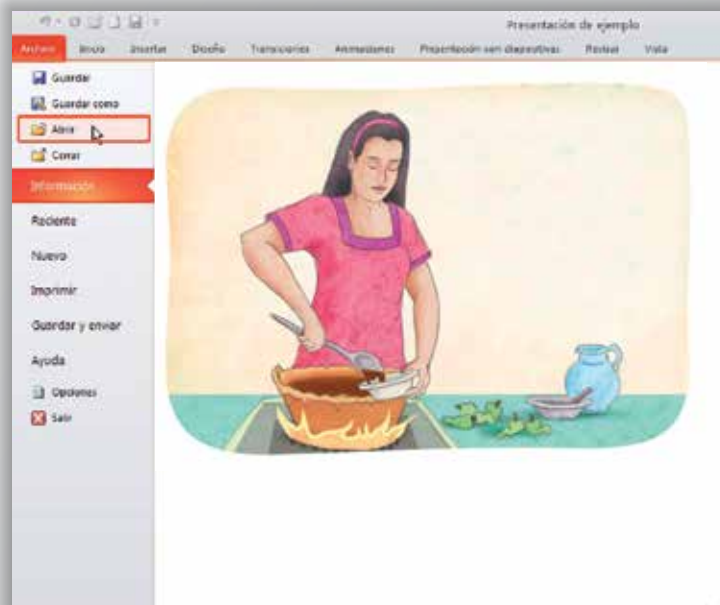 Presentación de ejemplo
Archivo Inicio Insertar Diseño Transiciones Animaciones Presentación con diapositivas Revisar Vista
Guardar
Guardar como
Abrir
Cerrar
Información
Reciente
Nuevo
Imprimir
Guardar y enviar
Ayuda
Opciones
Salir